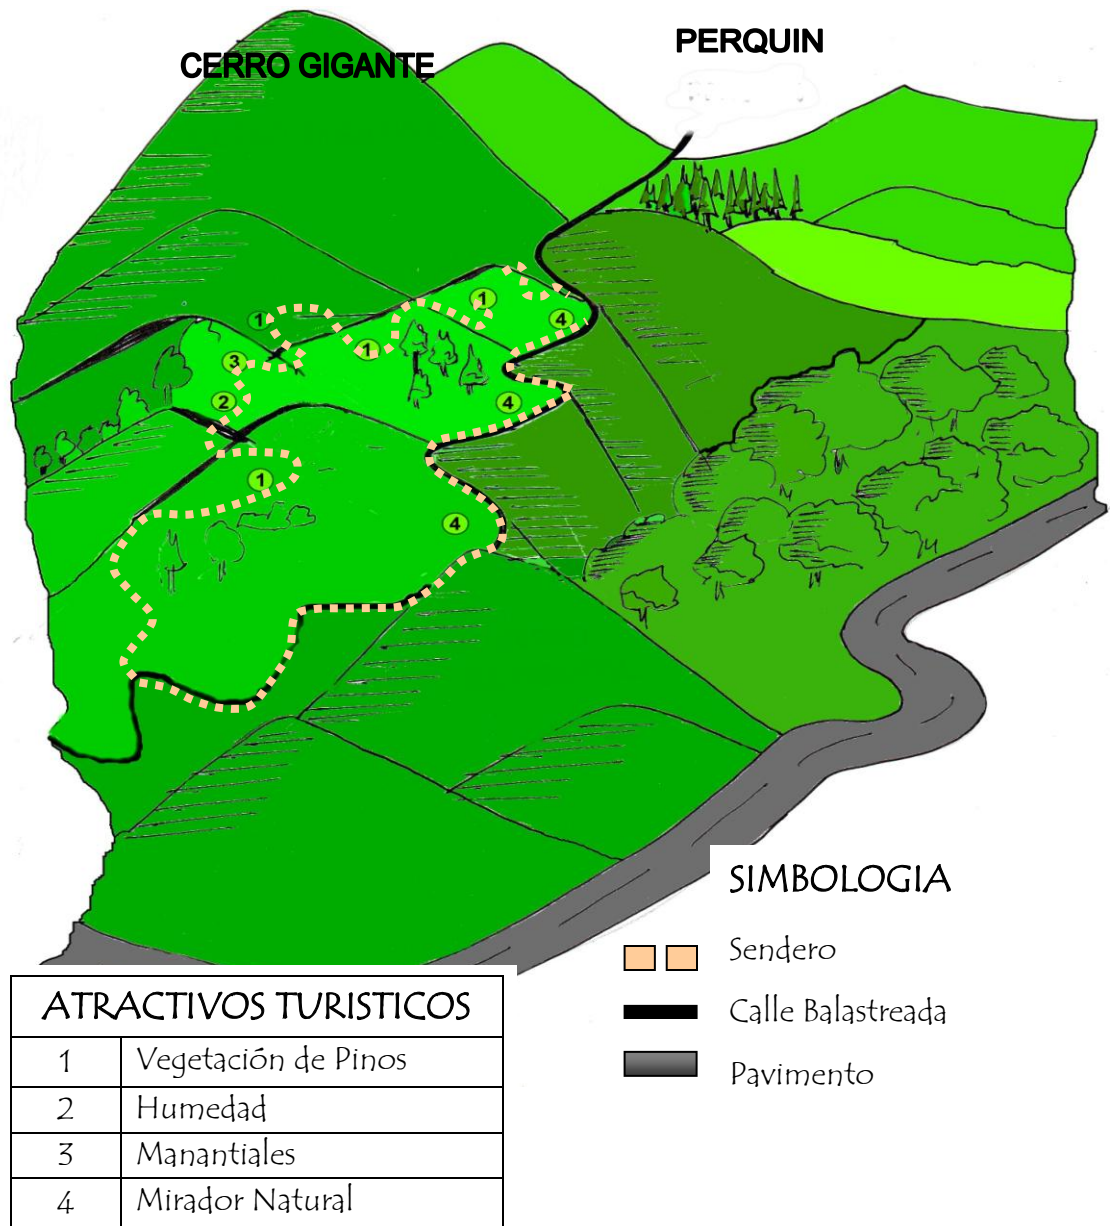 PERQUIN
CERRO GIGANTE
1
4
1
3
1
2
4
1
4
SIMBOLOGIA
Sendero
Calle Balastreada
Pavimento
ATRACTIVOS TURISTICOS
1 Vegetación de Pinos
2 Humedad
3 Manantiales
4 Mirador Natural